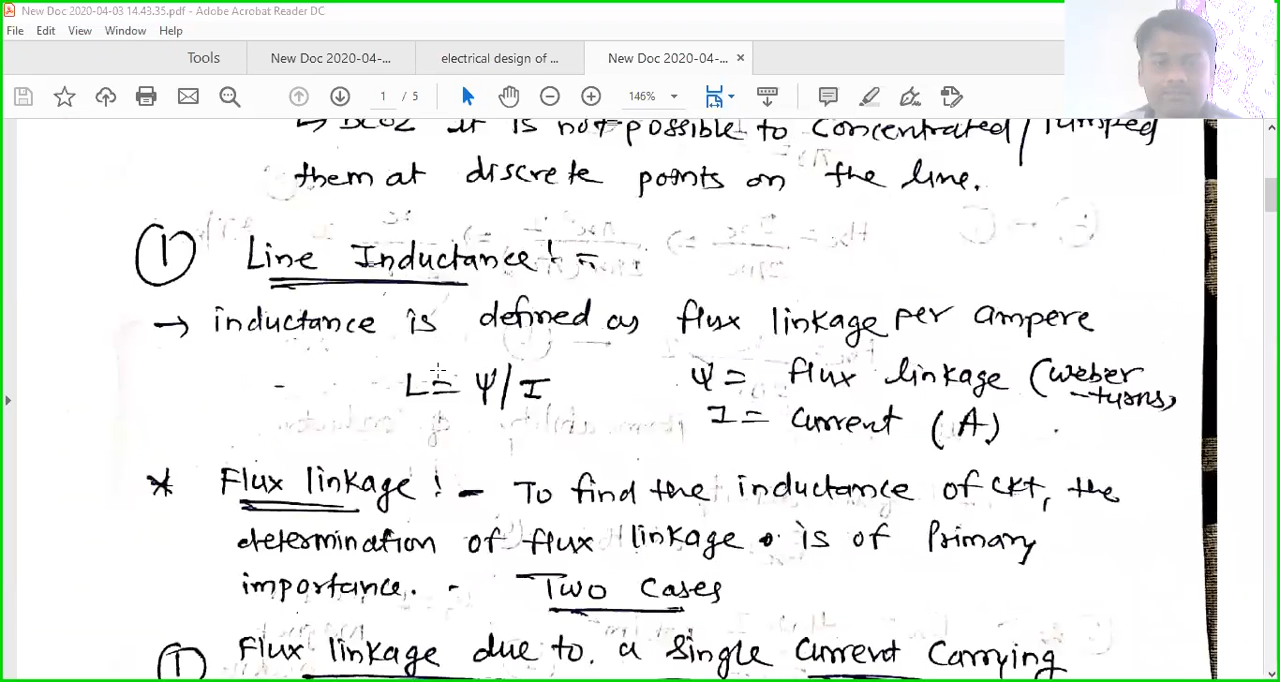 New Doc 2020-04-03 14.43.35.pdf - Adobe Acrobat Reader DC
File Edit View Window Help
Tools New Doc 2020-04-... electrical design of ... New Doc 2020-04-... ×
1 / 5 146%
it is not possible to concentrated/lumped
them at discrete points on the line.
① Line Inductance:-
→ inductance is defined as flux linkage per ampere
L = Ψ/I Ψ = flux linkage (weber
-turns)
I = current (A)
* Flux linkage:- To find the inductance of CKT, the
determination of flux linkage is of Primary
importance. - Two Cases
① Flux linkage due to a single current carrying